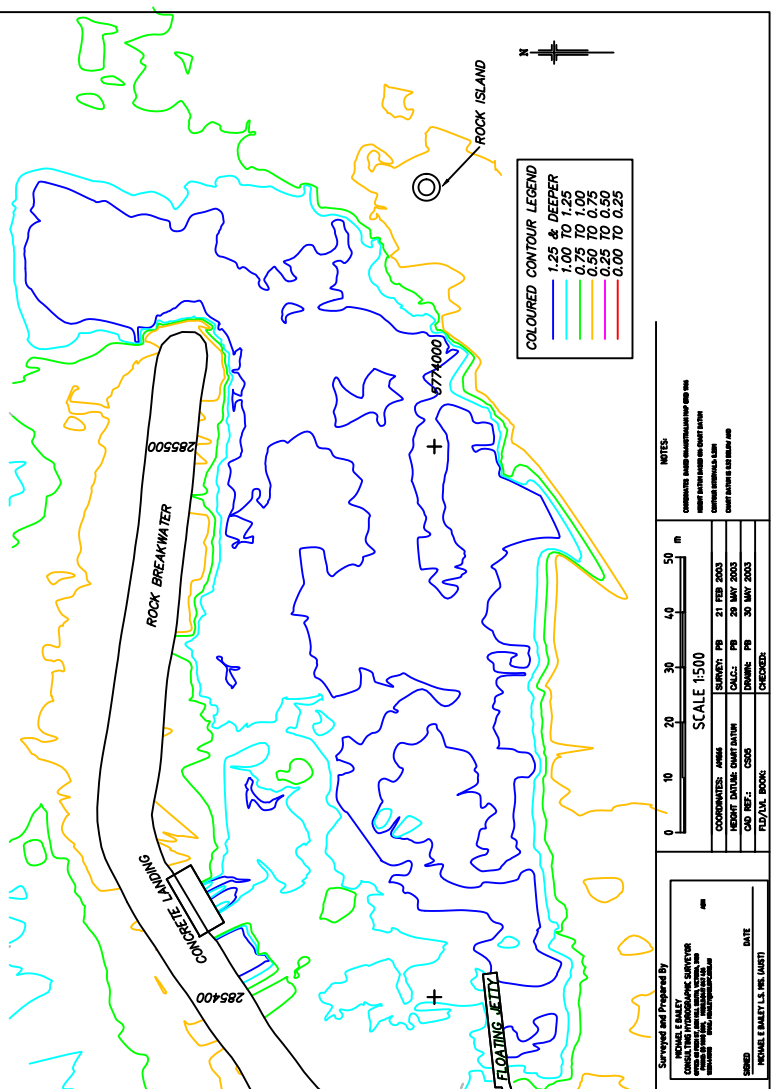 N
ROCK ISLAND
COLOURED CONTOUR LEGEND
1.25 & DEEPER
1.00 TO 1.25
0.75 TO 1.00
0.50 TO 0.75
0.25 TO 0.50
0.00 TO 0.25
5774000
285500
ROCK BREAKWATER
CONCRETE LANDING
285400
FLOATING JETTY
NOTES:
CONTOUR INTERVALS: 0.25M
0 10 20 30 40 50 m
SCALE 1:500
COORDINATES: AMG66 SURVEY: PB 21 FEB 2003
HEIGHT DATUM: CHART DATUM CALC.: PB 29 MAY 2003
CAD REF.: CS05 DRAWN: PB 30 MAY 2003
FLD/LVL BOOK: CHECKED:
Surveyed and Prepared By
MICHAEL E BAILEY
CONSULTING HYDROGRAPHIC SURVEYOR
ABN
SIGNED DATE
MICHAEL E BAILEY L.S. MIS. (AUST)